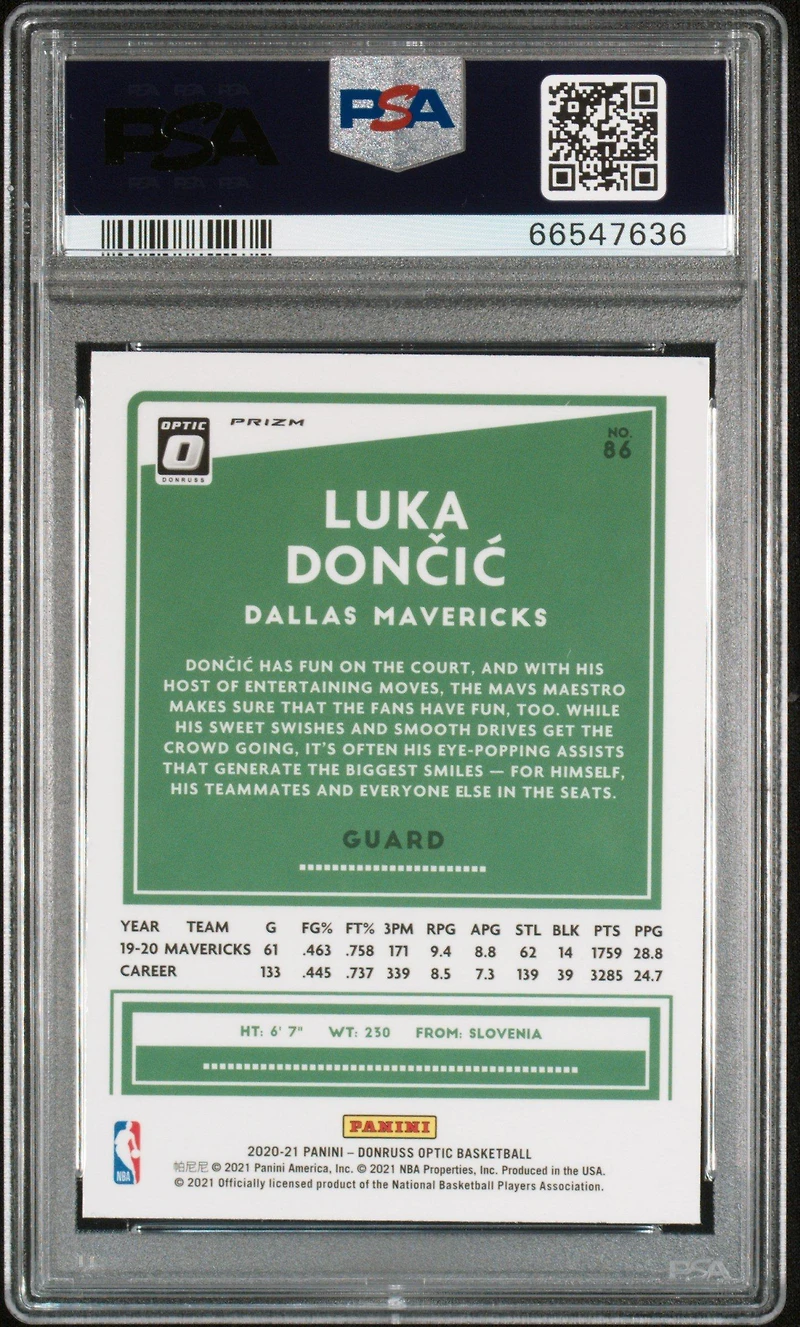 PSA PSA PSA
PSA
PSA PSA PSA
PSA
66547636
OPTIC
DONRUSS
PRIZM
NO.
86
LUKA
DONČIĆ
DALLAS MAVERICKS
DONČIĆ HAS FUN ON THE COURT, AND WITH HIS
HOST OF ENTERTAINING MOVES, THE MAVS MAESTRO
MAKES SURE THAT THE FANS HAVE FUN, TOO. WHILE
HIS SWEET SWISHES AND SMOOTH DRIVES GET THE
CROWD GOING, IT'S OFTEN HIS EYE-POPPING ASSISTS
THAT GENERATE THE BIGGEST SMILES — FOR HIMSELF,
HIS TEAMMATES AND EVERYONE ELSE IN THE SEATS.
GUARD
YEAR TEAM G FG% FT% 3PM RPG APG STL BLK PTS PPG
19-20 MAVERICKS 61 .463 .758 171 9.4 8.8 62 14 1759 28.8
CAREER 133 .445 .737 339 8.5 7.3 139 39 3285 24.7
HT: 6' 7" WT: 230 FROM: SLOVENIA
PANINI
NBA
2020-21 PANINI – DONRUSS OPTIC BASKETBALL
帕尼尼 © 2021 Panini America, Inc. © 2021 NBA Properties, Inc. Produced in the USA.
© 2021 Officially licensed product of the National Basketball Players Association.
PSA